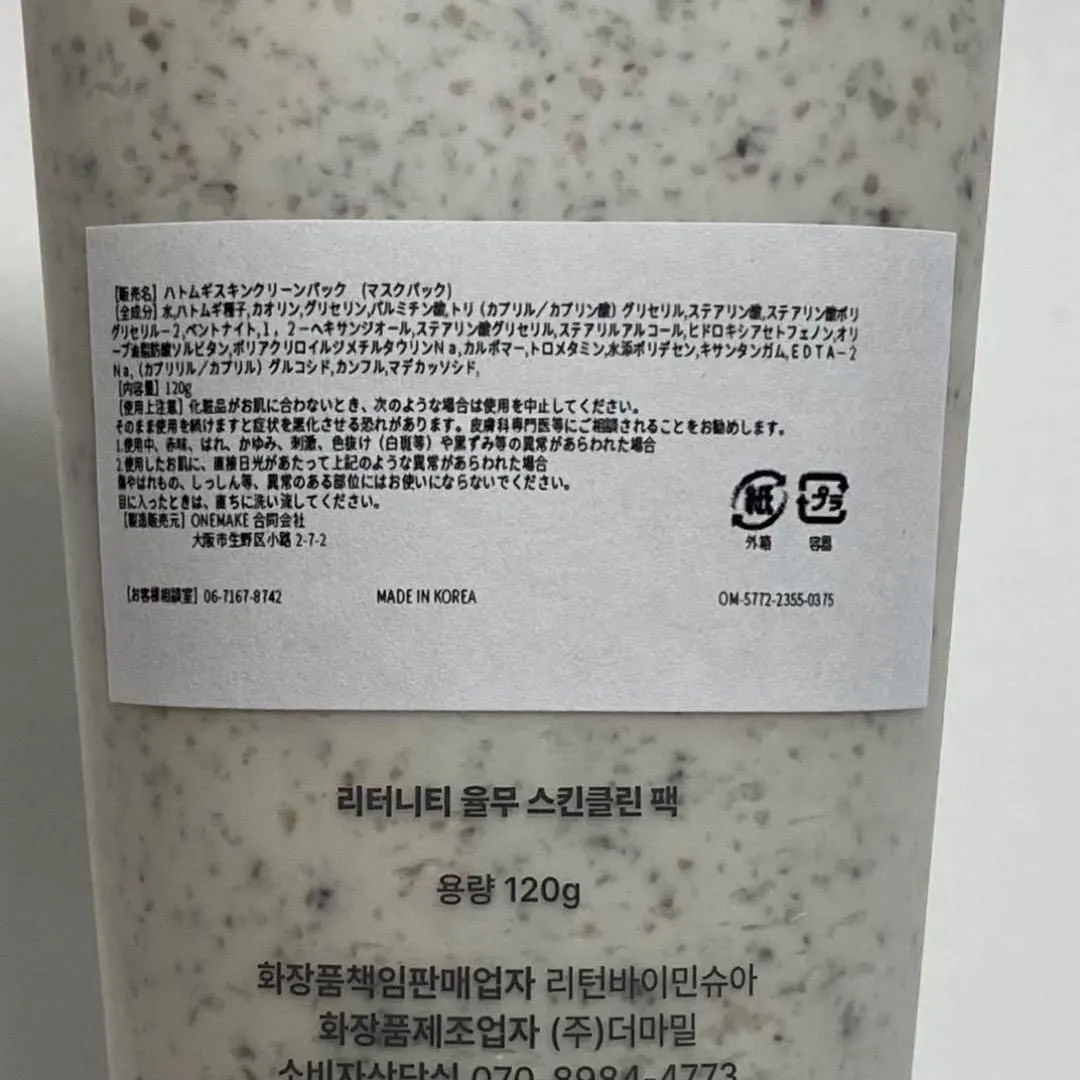 【販売名】ハトムギスキンクリーンパック (マスクパック)
【全成分】水,ハトムギ種子,カオリン,グリセリン,パルミチン酸,トリ（カプリル／カプリン酸）グリセリル,ステアリン酸,ステアリン酸ポリ
グリセリル－2,ベントナイト,１，２－ヘキサンジオール,ステアリン酸グリセリル,ステアリルアルコール,ヒドロキシアセトフェノン,オリ
ーブ油脂肪酸ソルビタン,ポリアクリロイルジメチルタウリンＮａ,カルボマー,トロメタミン,水添ポリデセン,キサンタンガム,ＥＤＴＡ－２
Ｎａ,（カプリリル／カプリル）グルコシド,カンフル,マデカッソシド,
【内容量】120g
【使用上注意】化粧品がお肌に合わないとき、次のような場合は使用を中止してください。
そのまま使用を続けますと症状を悪化させる恐れがあります。皮膚科専門医等にご相談されることをお勧めします。
1.使用中、赤味、はれ、かゆみ、刺激、色抜け（白斑等）や黒ずみ等の異常があらわれた場合
2.使用したお肌に、直接日光があたって上記のような異常があらわれた場合
傷やはれもの、しっしん等、異常のある部位にはお使いにならないでください。
目に入ったときは、直ちに洗い流してください。
【製造販売元】ONEMAKE 合同会社
大阪市生野区小路 2-7-2
紙 プラ
外箱 容器
【お客様相談室】06-7167-8742 MADE IN KOREA OM-5772-2355-0375
리터니티 율무 스킨클린 팩
용량 120g
화장품책임판매업자 리턴바이민슈아
화장품제조업자 (주)더마밀
소비자상담실 070-8984-4773